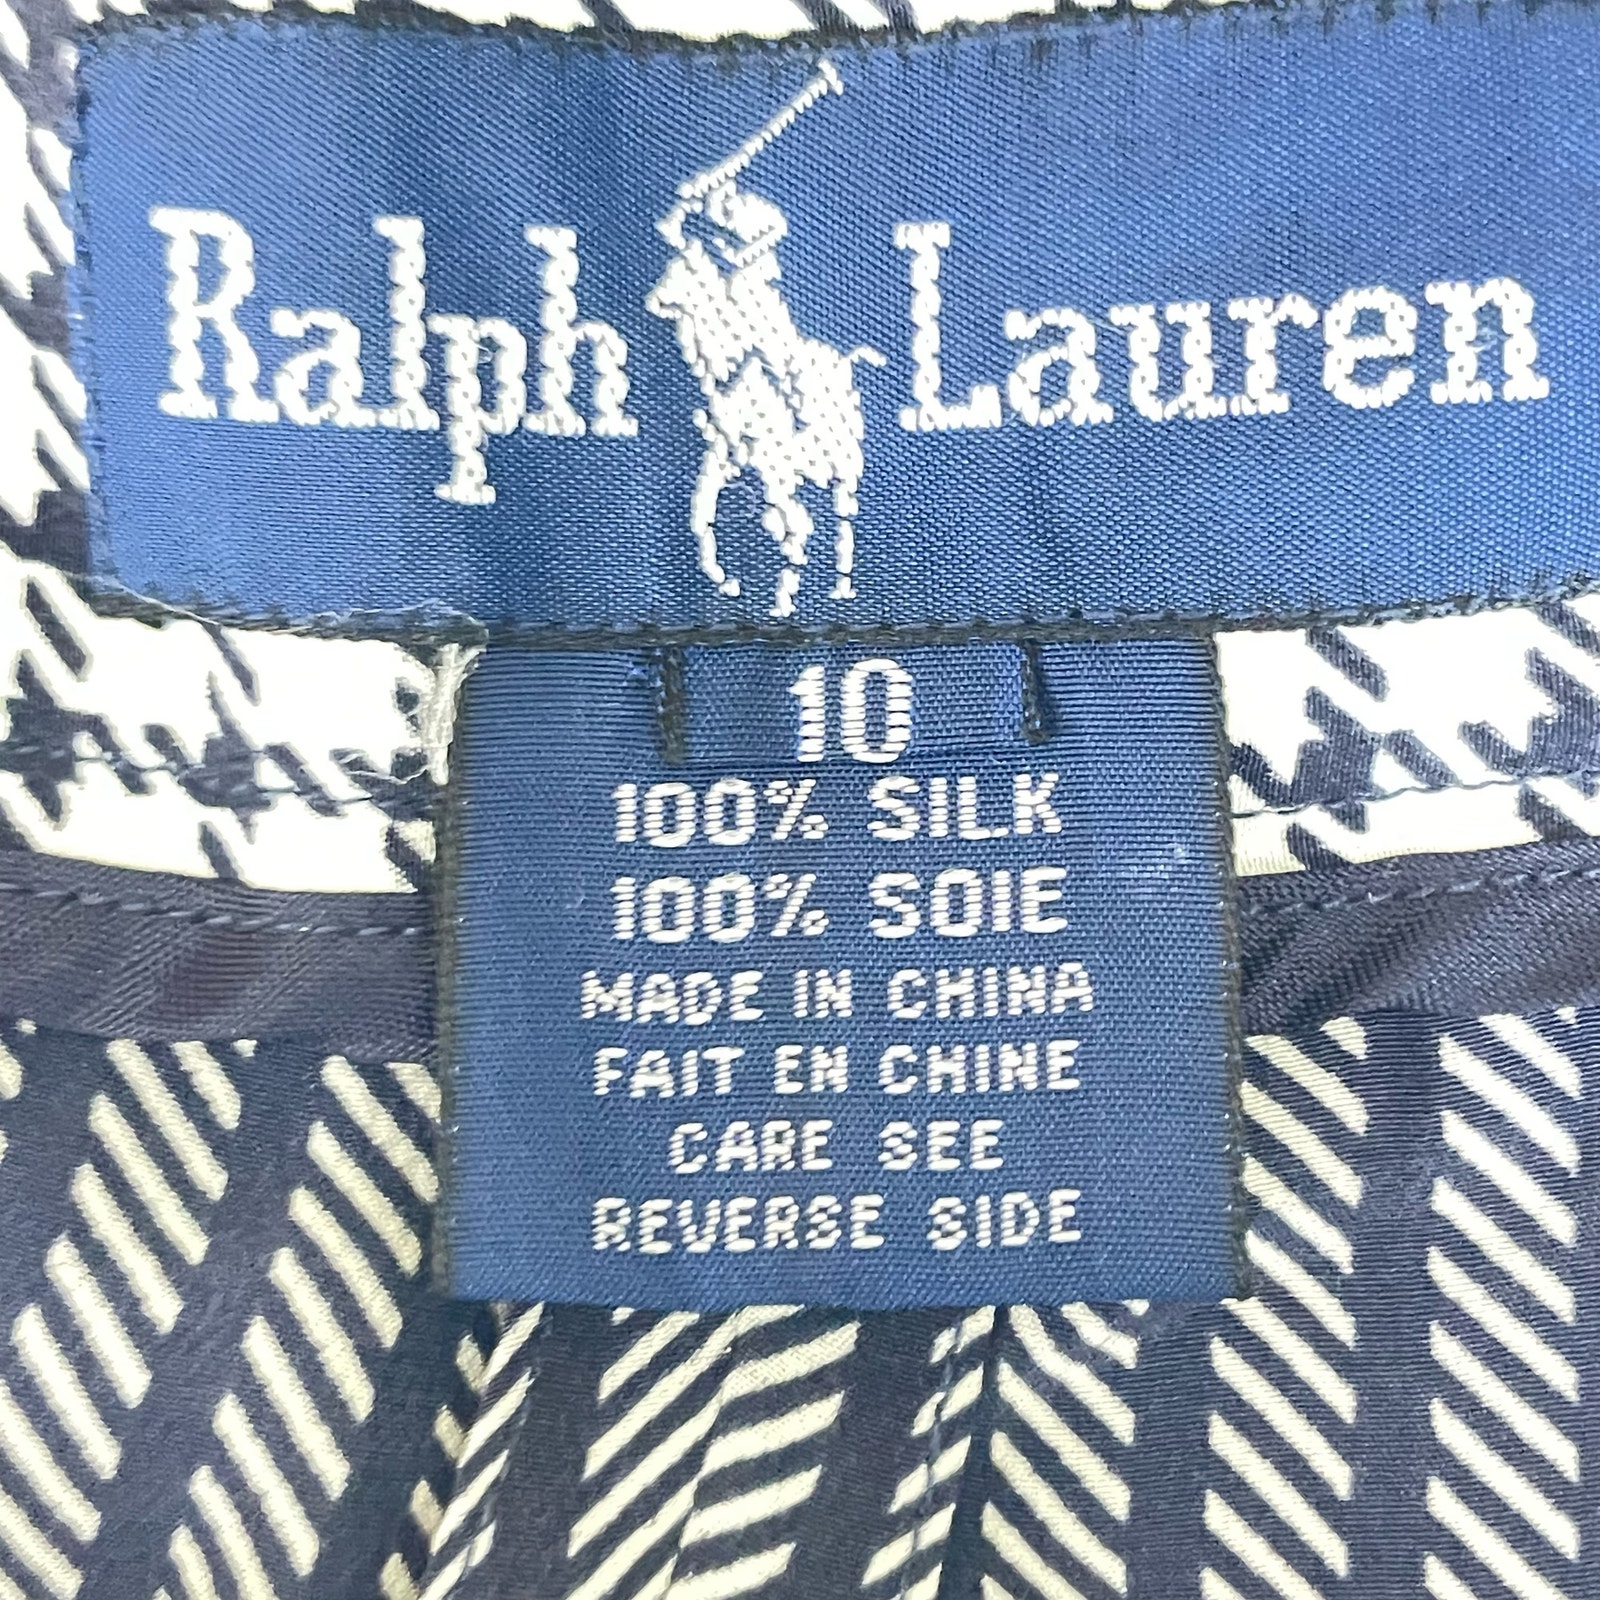 Ralph Lauren
10
100% SILK
100% SOIE
MADE IN CHINA
FAIT EN CHINE
CARE SEE
REVERSE SIDE